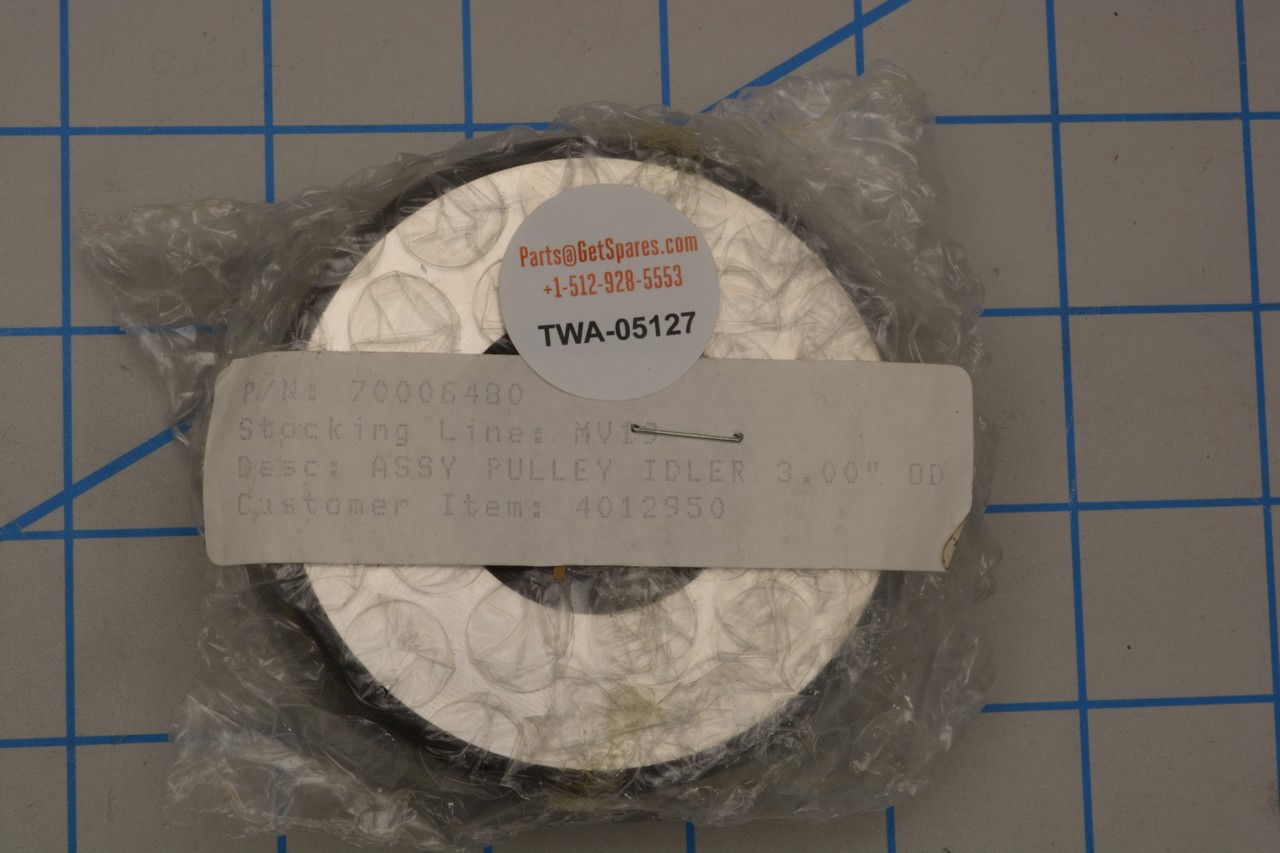 Parts@GetSpares.com
+1-512-928-5553
TWA-05127
P/N: 70006480
Stocking Line: MV19
Desc: ASSY PULLEY IDLER 3.00" OD
Customer Item: 4012950